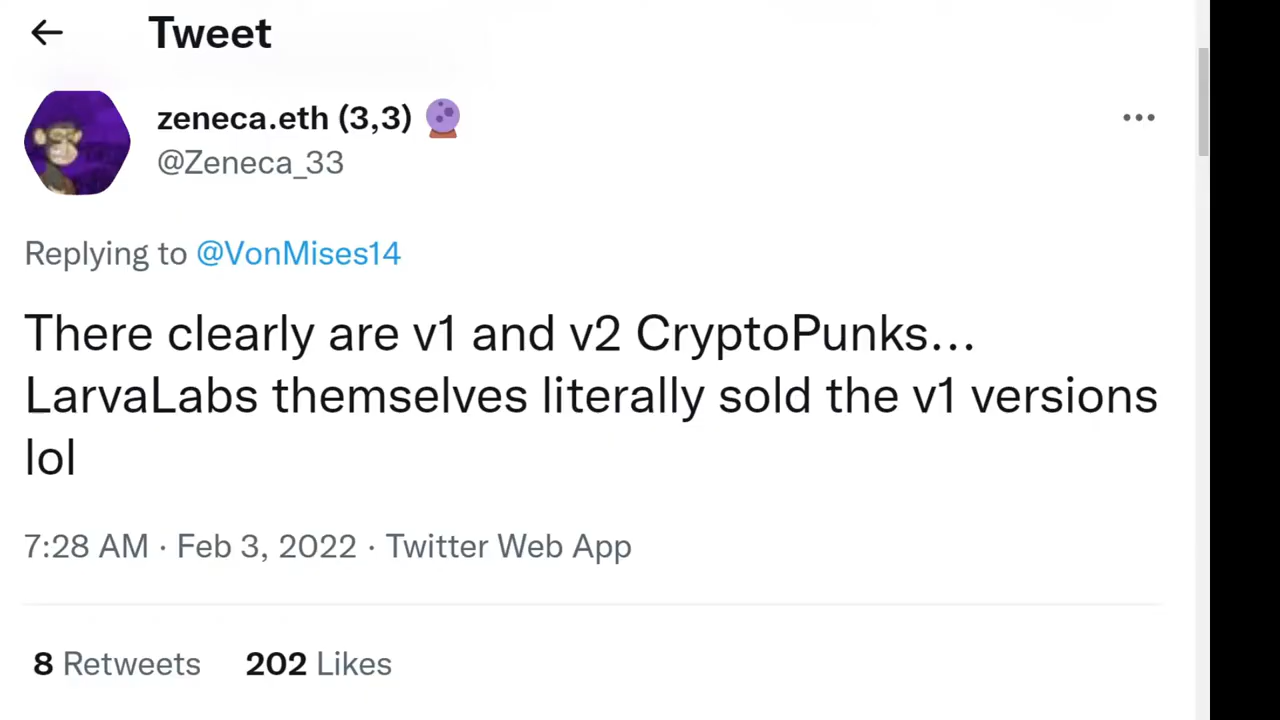 Tweet
zeneca.eth (3,3)
@Zeneca_33
Replying to @VonMises14
There clearly are v1 and v2 CryptoPunks...
LarvaLabs themselves literally sold the v1 versions
lol
7:28 AM · Feb 3, 2022 · Twitter Web App
8 Retweets 202 Likes